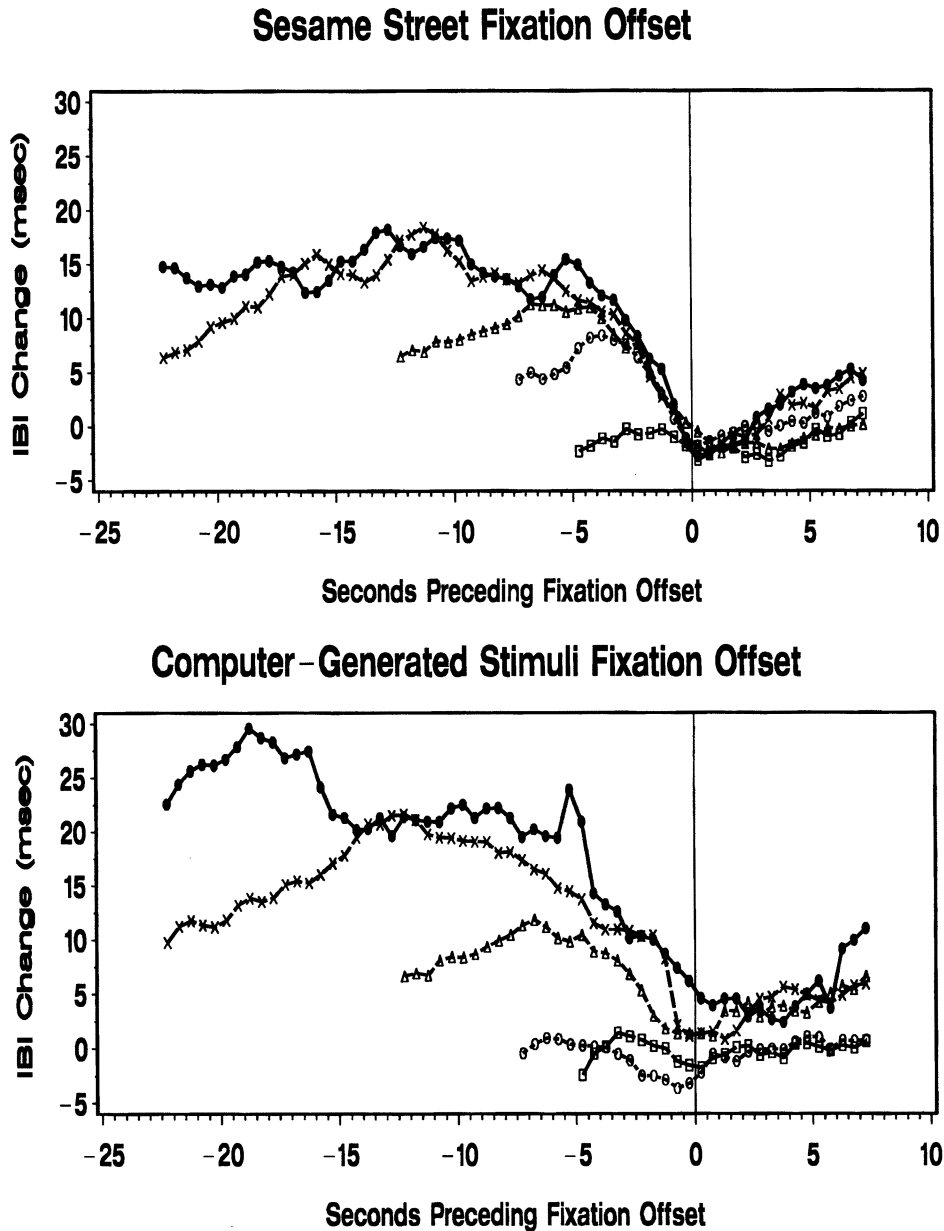 Sesame Street Fixation Offset
IBI Change (msec)
30
25
20
15
10
5
0
−5
−25 −20 −15 −10 −5 0 5 10
Seconds Preceding Fixation Offset
Computer−Generated Stimuli Fixation Offset
IBI Change (msec)
30
25
20
15
10
5
0
−5
−25 −20 −15 −10 −5 0 5 10
Seconds Preceding Fixation Offset